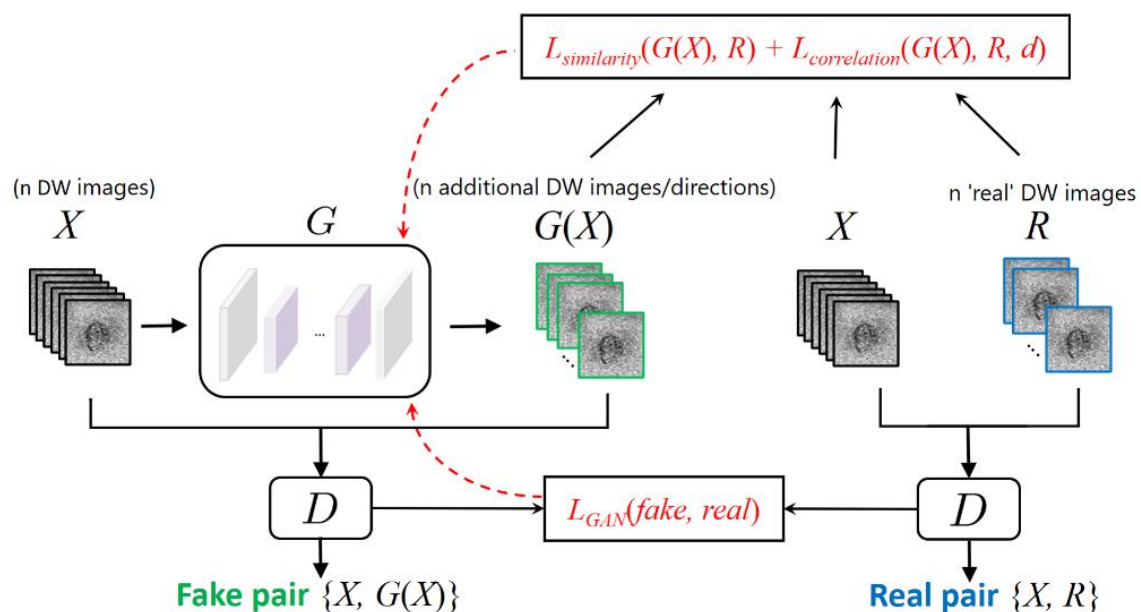 L_similarity(G(X), R) + L_correlation(G(X), R, d)
(n DW images)
(n additional DW images/directions)
n 'real' DW images
X
G
G(X)
X
R
...
...
...
D
L_GAN(fake, real)
D
Fake pair {X, G(X)}
Real pair {X, R}